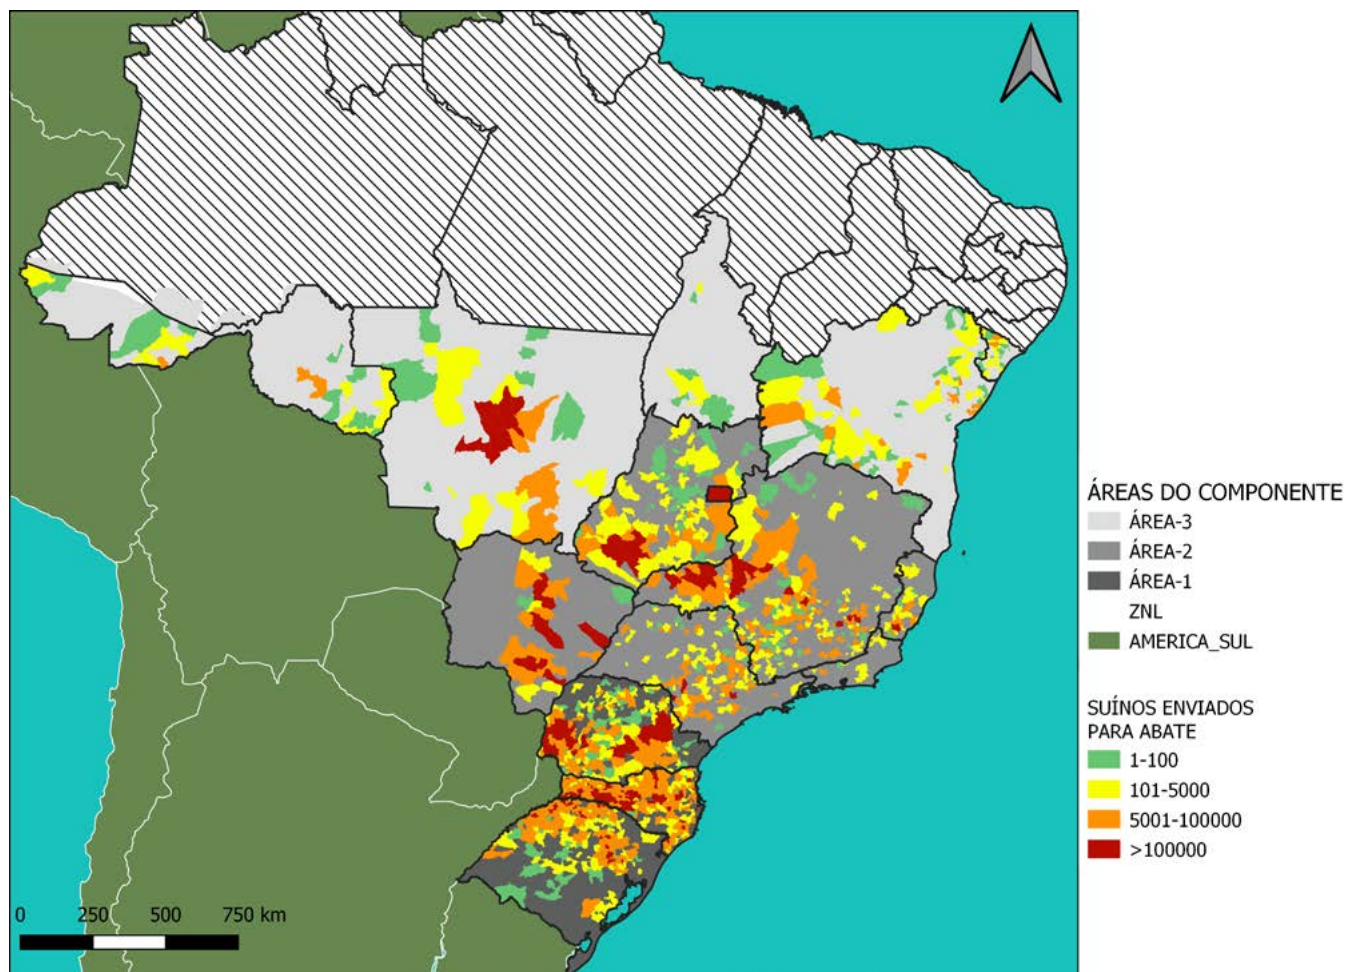 ÁREAS DO COMPONENTE
ÁREA-3
ÁREA-2
ÁREA-1
ZNL
AMERICA_SUL
SUÍNOS ENVIADOS
PARA ABATE
1-100
101-5000
5001-100000
>100000
0 250 500 750 km